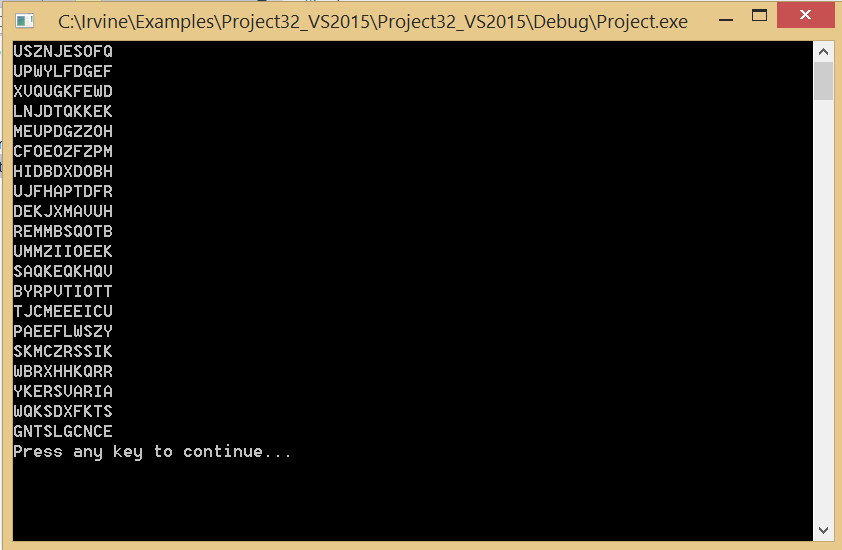 C:\Irvine\Examples\Project32_VS2015\Project32_VS2015\Debug\Project.exe
USZNJESOFQ
UPWYLFDGEF
XVQUGKFEWD
LNJDTQKKEK
MEUPDGZZOH
CFOEOZFZPM
HIDBDXDOBH
UJFHAPTDFR
DEKJXMAVUH
REMMBSQOTB
UMMZIIOEEK
SAQKEQKHQV
BYRPVTIOTT
TJCMEEEICU
PAEEFLWSZY
SKMCZRSSIK
WBRXHHKQRR
YKERSVARIA
WQKSDXFKTS
GNTSLGCNCE
Press any key to continue...